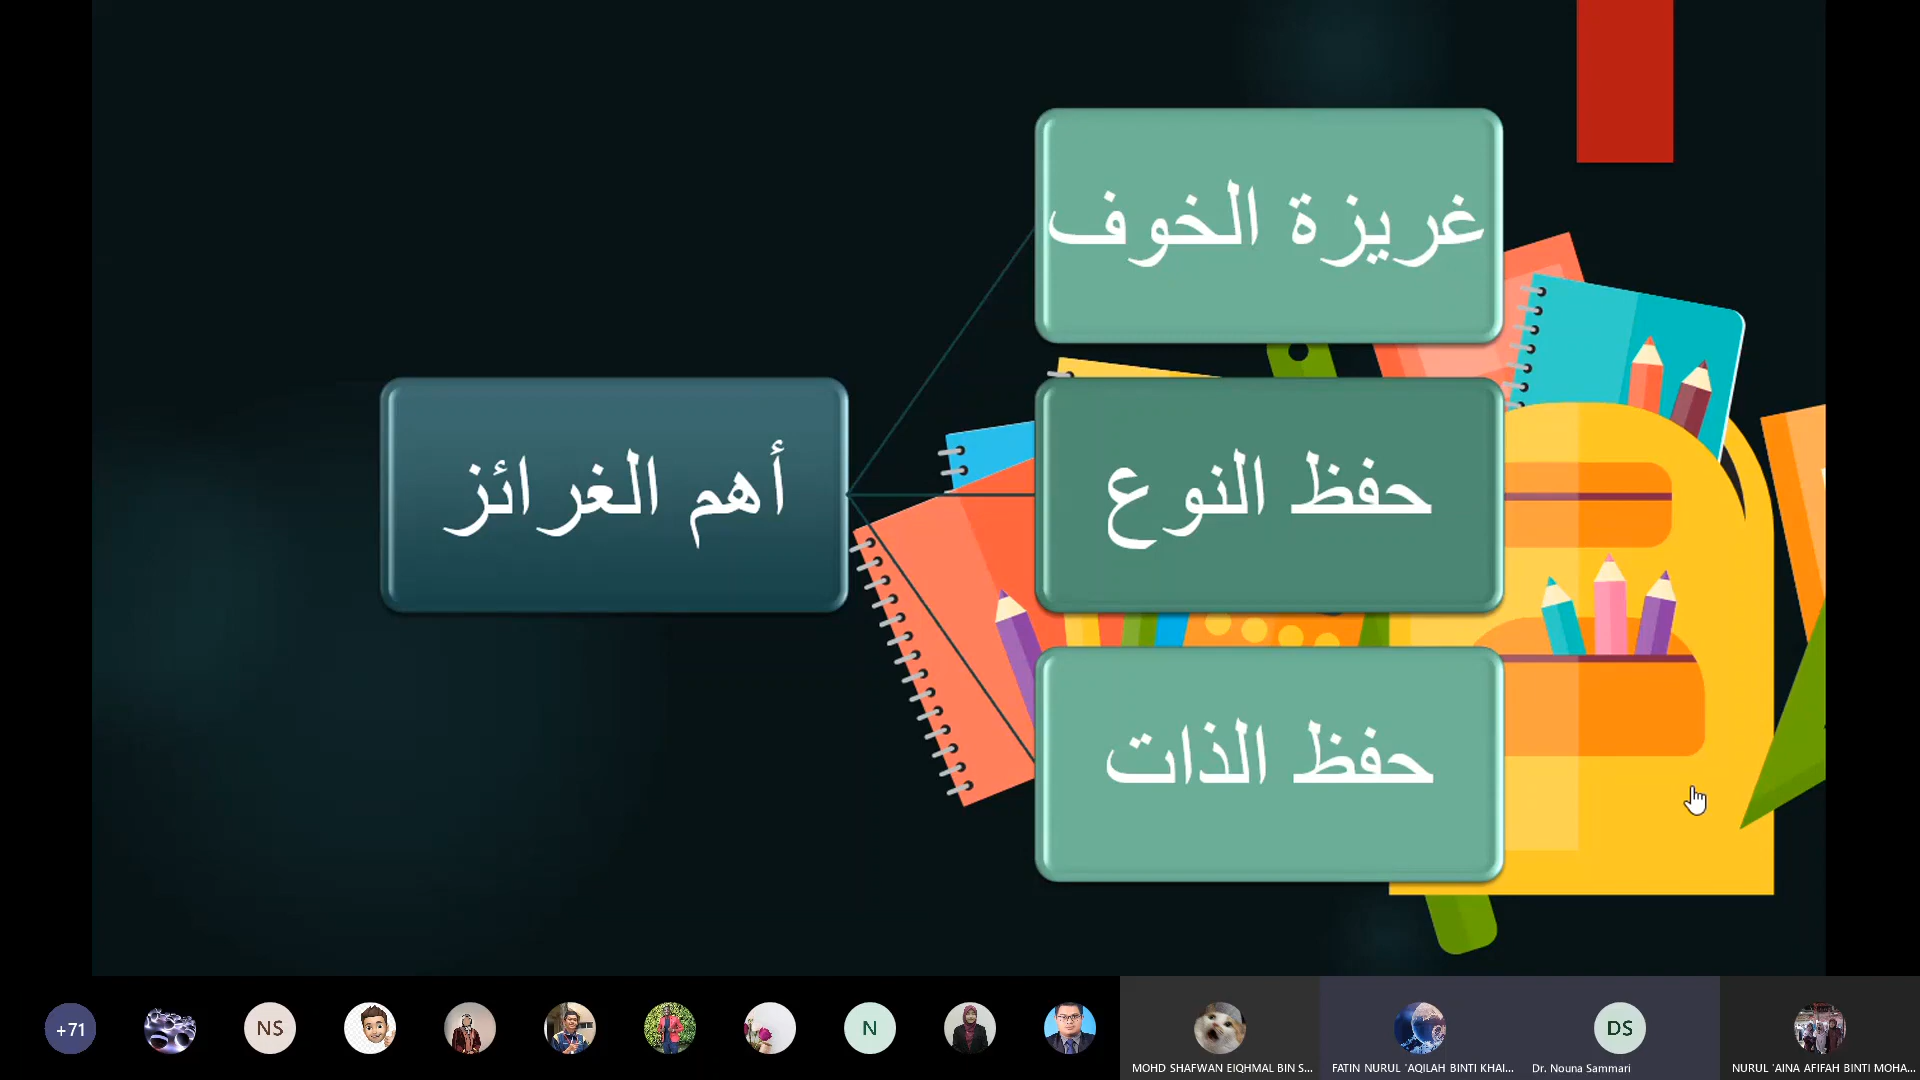 غريزة الخوف
أهم الغرائز
حفظ النوع
حفظ الذات
+71
NS
N
DS
MOHD SHAFWAN EIQHMAL BIN S...
FATIN NURUL 'AQILAH BINTI KHAI...
Dr. Nouna Sammari
NURUL 'AINA AFIFAH BINTI MOHA...